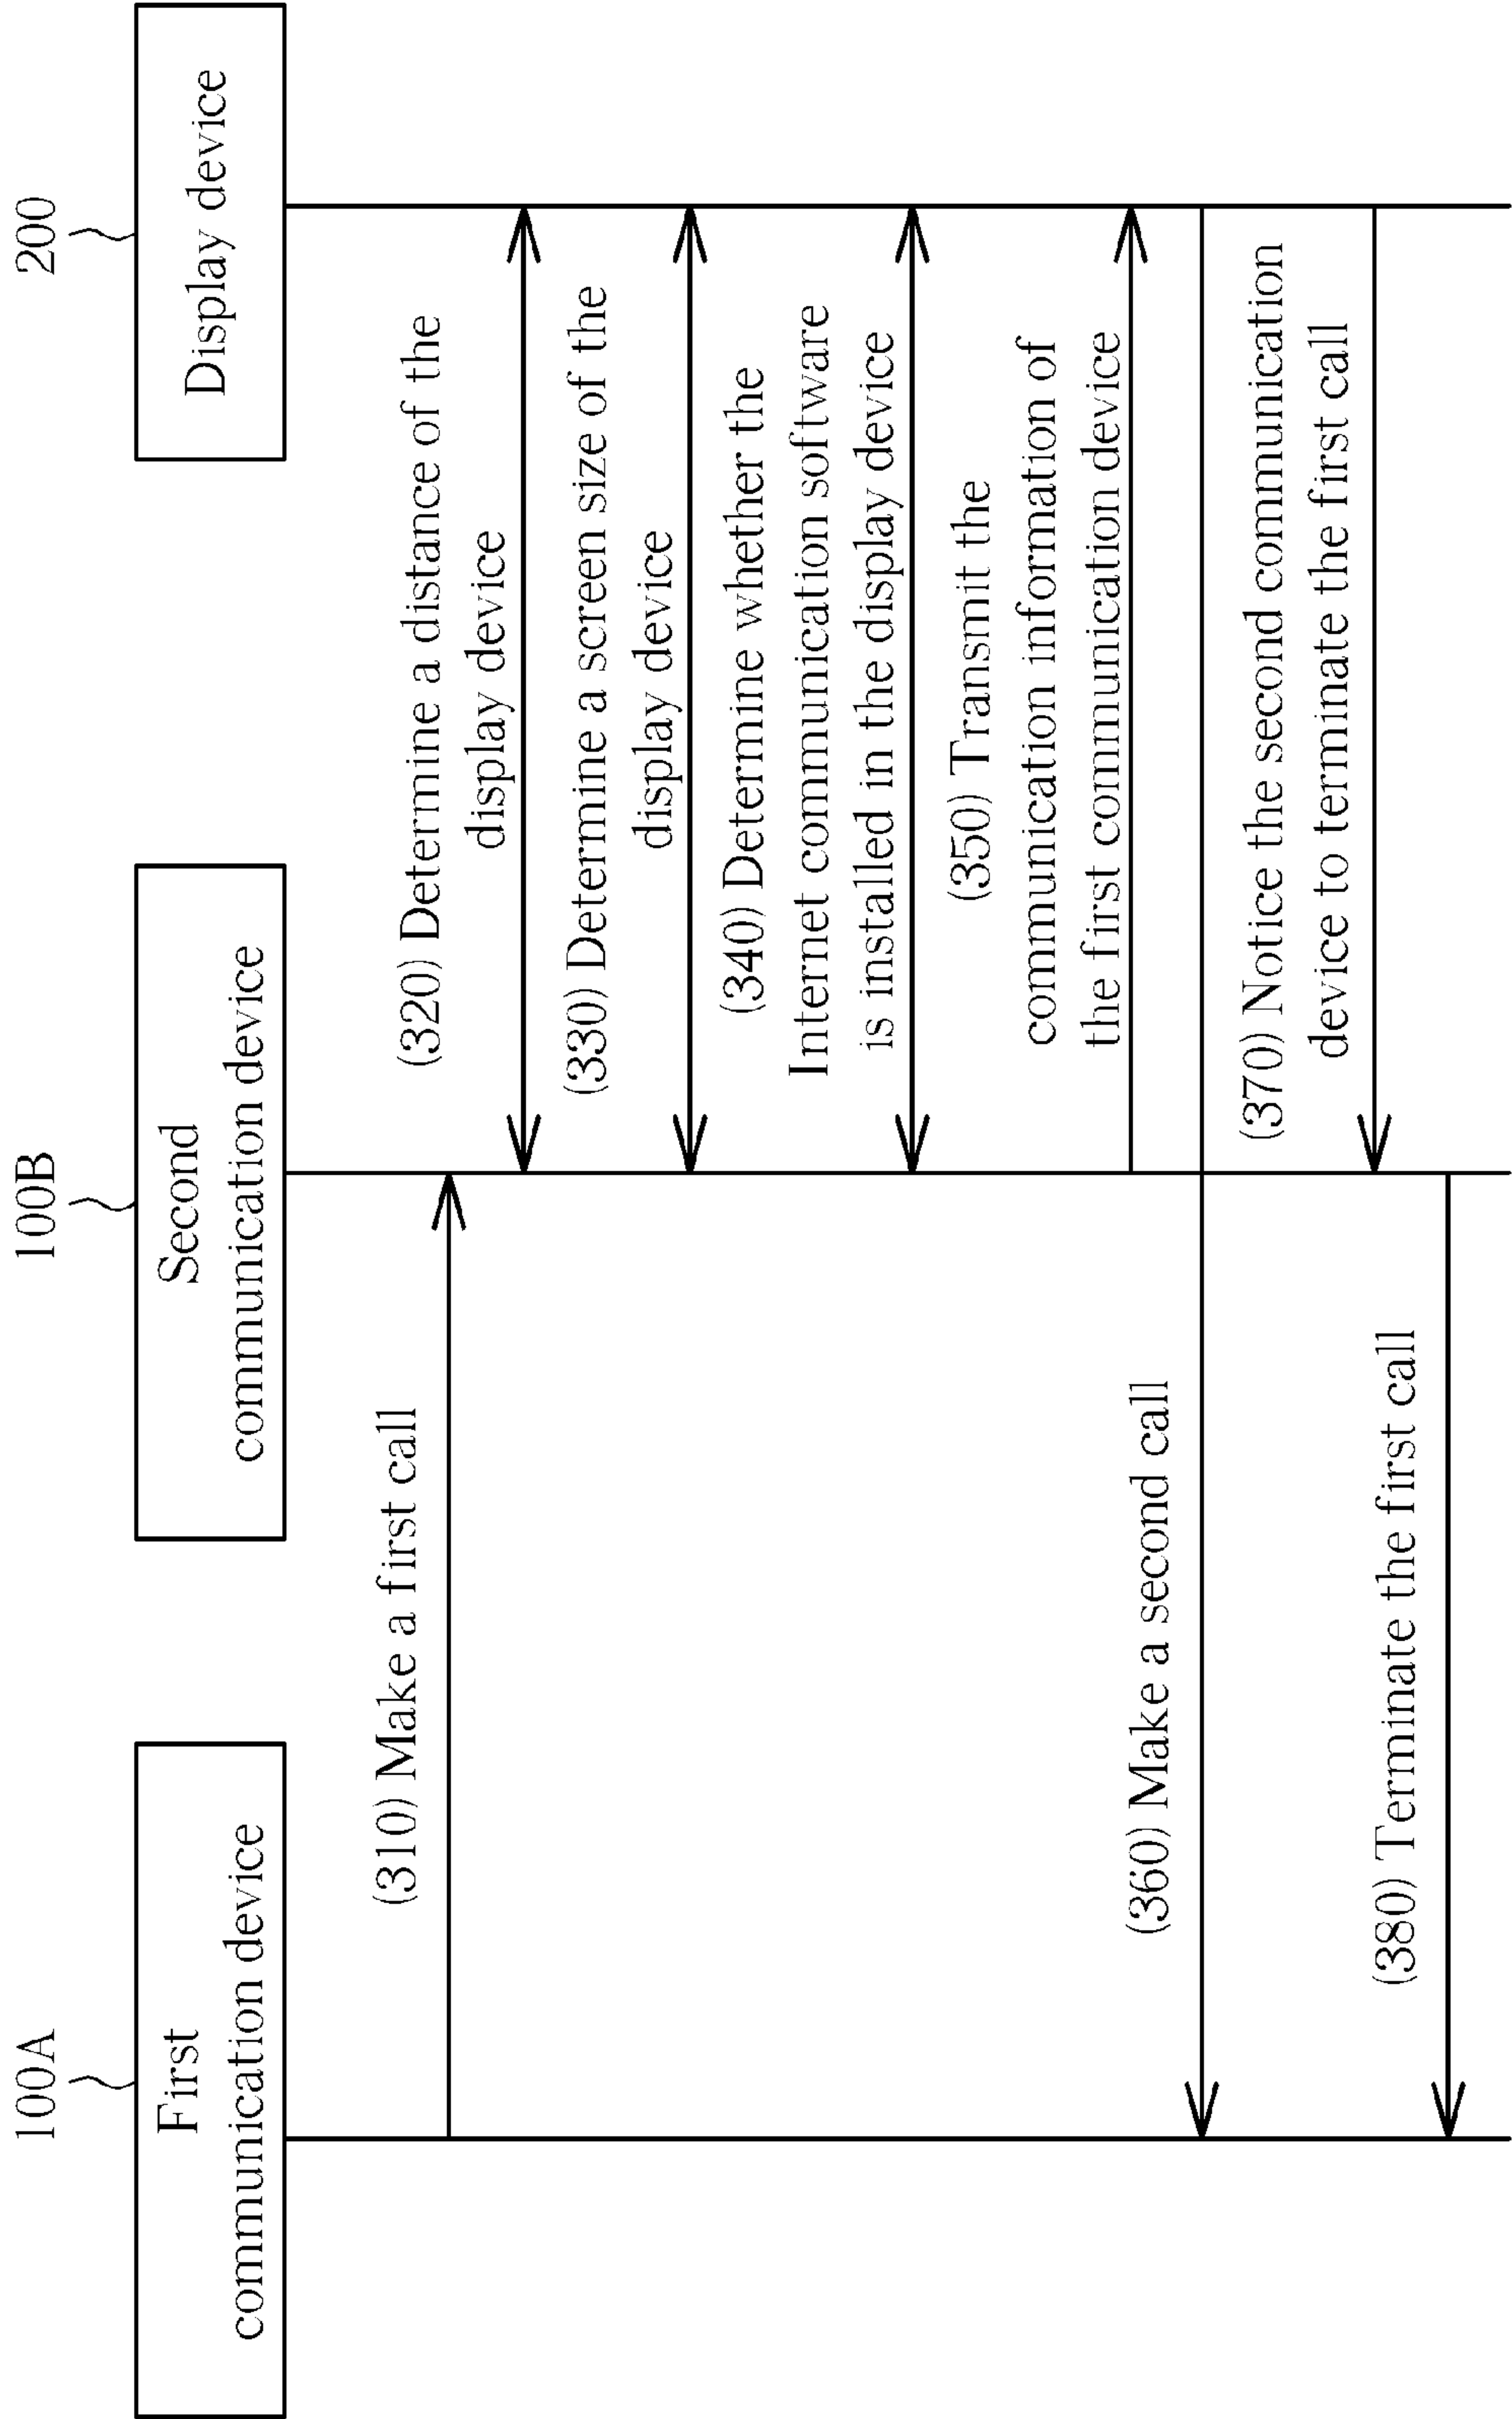 100A
100B
200
First
communication device
Second
communication device
Display device
(310) Make a first call
(320) Determine a distance of the
display device
(330) Determine a screen size of the
display device
(340) Determine whether the
Internet communication software
is installed in the display device
(350) Transmit the
communication information of
the first communication device
(360) Make a second call
(370) Notice the second communication
device to terminate the first call
(380) Terminate the first call